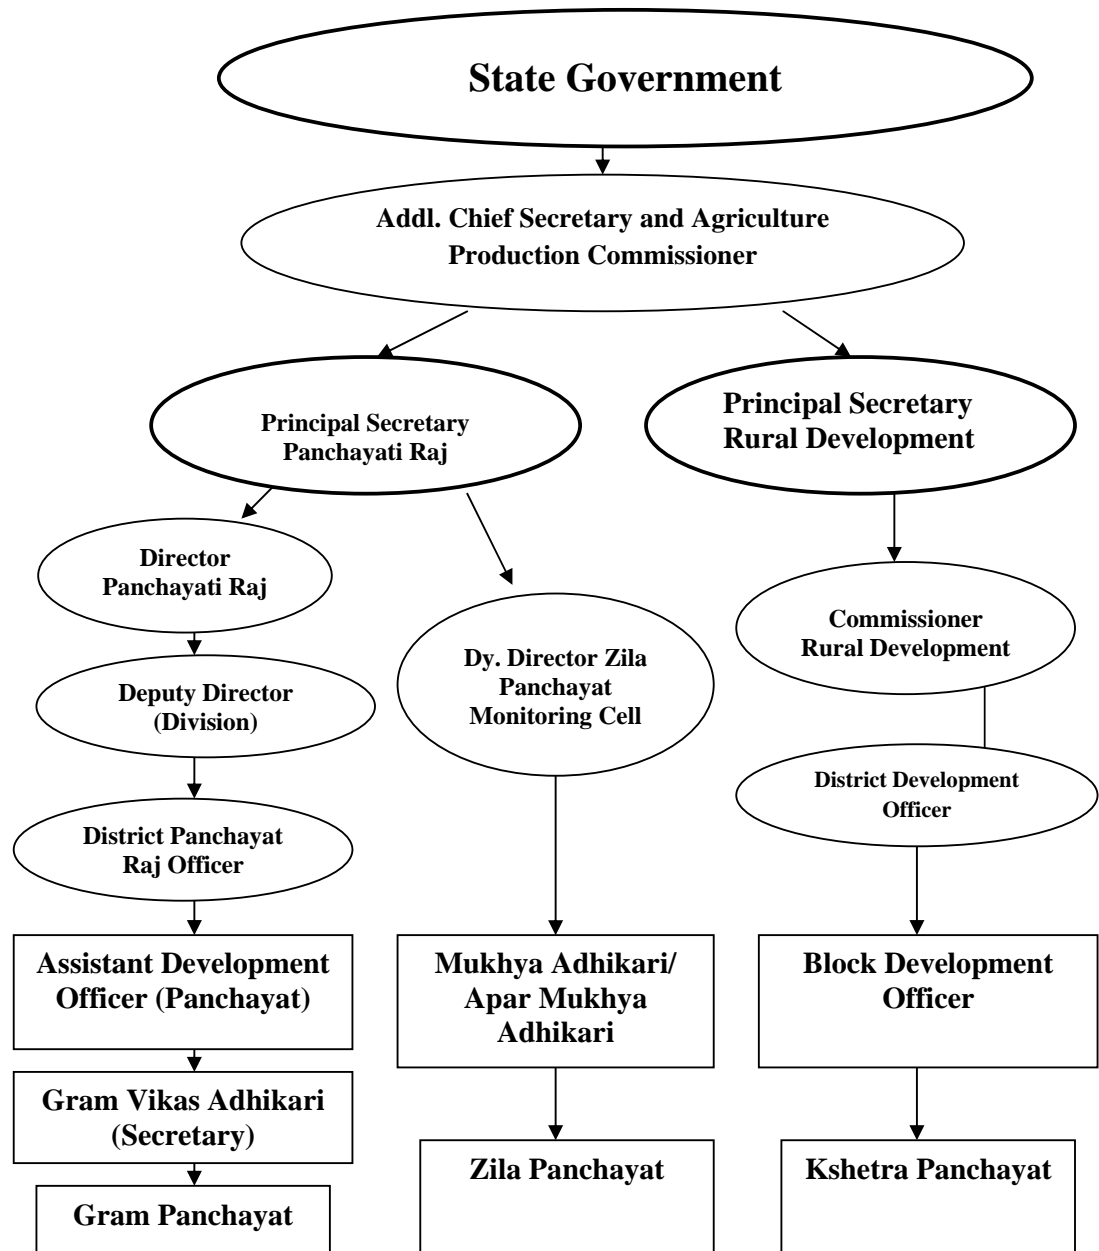 State Government
Addl. Chief Secretary and Agriculture
Production Commissioner
Principal Secretary
Panchayati Raj
Principal Secretary
Rural Development
Director
Panchayati Raj
Dy. Director Zila
Panchayat
Monitoring Cell
Commissioner
Rural Development
Deputy Director
(Division)
District Development
Officer
District Panchayat
Raj Officer
Assistant Development
Officer (Panchayat)
Mukhya Adhikari/
Apar Mukhya
Adhikari
Block Development
Officer
Gram Vikas Adhikari
(Secretary)
Zila Panchayat
Kshetra Panchayat
Gram Panchayat